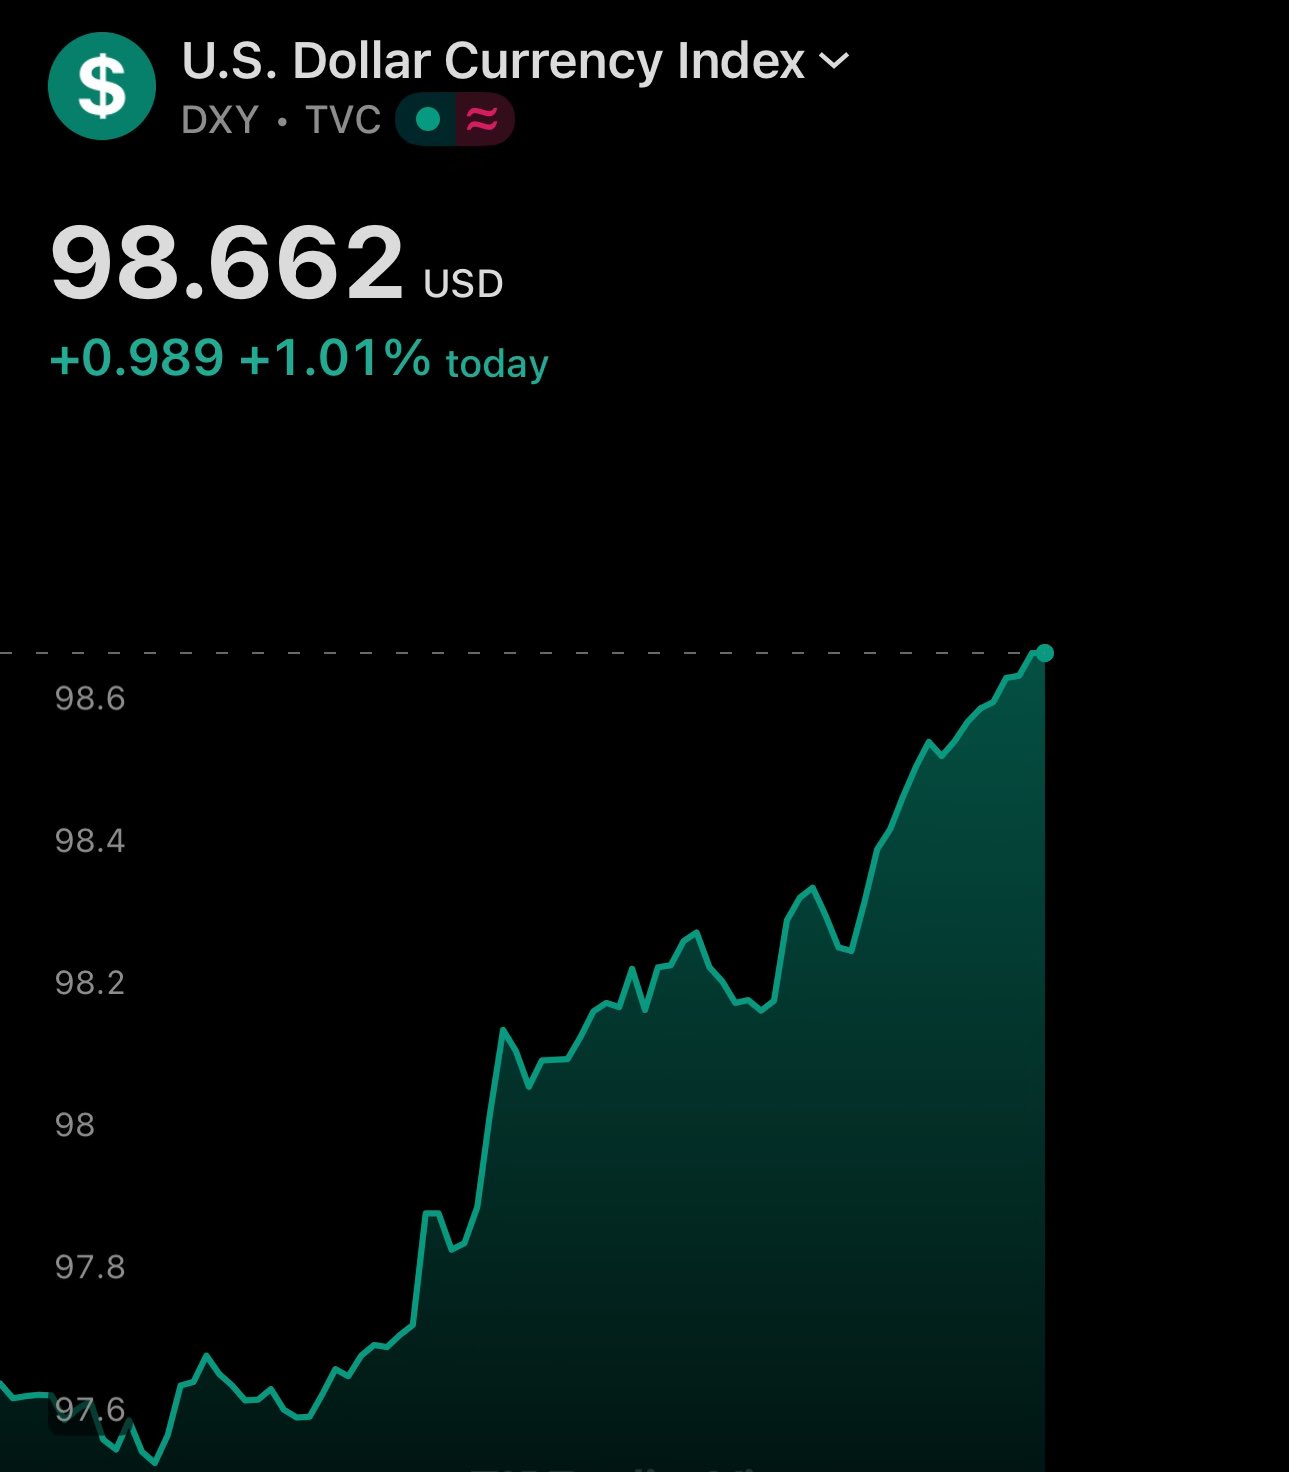 $
U.S. Dollar Currency Index
DXY • TVC
98.662 USD
+0.989 +1.01% today
98.6
98.4
98.2
98
97.8
97.6